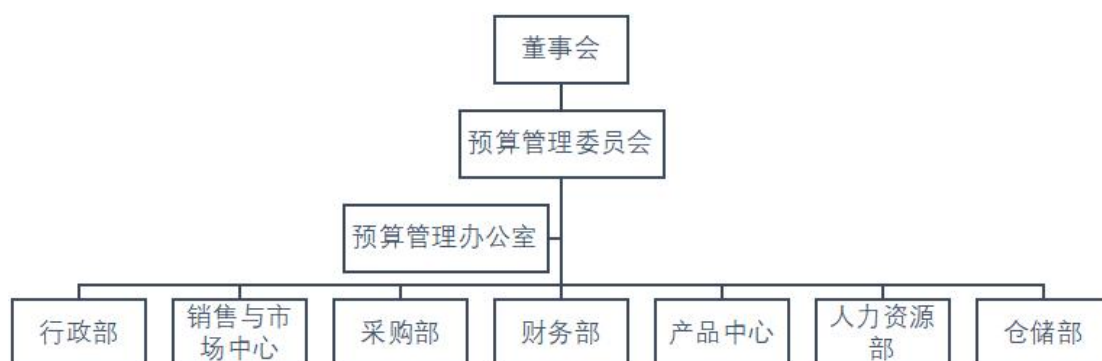 董事会
预算管理委员会
预算管理办公室
行政部
销售与市
场中心
采购部
财务部
产品中心
人力资源
部
仓储部